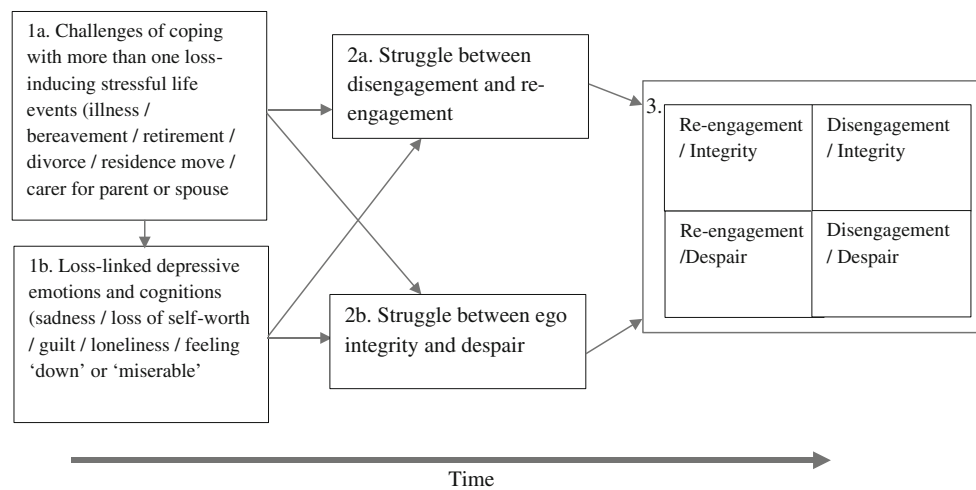 1a. Challenges of coping
with more than one loss-
inducing stressful life
events (illness /
bereavement / retirement /
divorce / residence move /
carer for parent or spouse
1b. Loss-linked depressive
emotions and cognitions
(sadness / loss of self-worth
/ guilt / loneliness / feeling
‘down’ or ‘miserable’
2a. Struggle between
disengagement and re-
engagement
2b. Struggle between ego
integrity and despair
3.
Re-engagement
/ Integrity
Disengagement
/ Integrity
Re-engagement
/Despair
Disengagement
/ Despair
Time